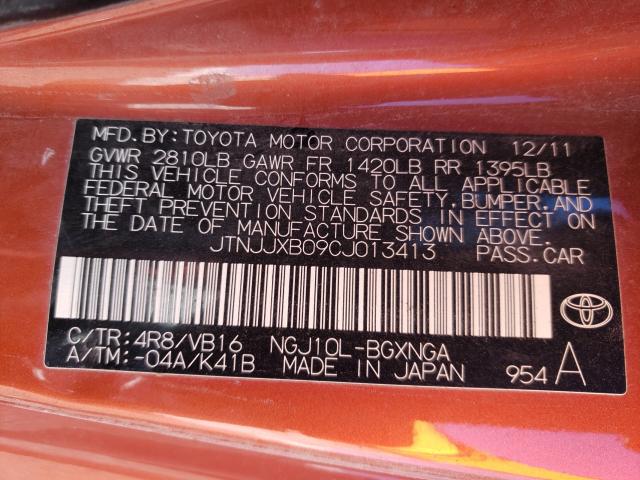 MFD.BY:TOYOTA MOTOR CORPORATION 12/11
GVWR 2810LB GAWR FR 1420LB RR 1395LB
THIS VEHICLE CONFORMS TO ALL APPLICABLE
FEDERAL MOTOR VEHICLE SAFETY,BUMPER,AND
THEFT PREVENTION STANDARDS IN EFFECT ON
THE DATE OF MANUFACTURE SHOWN ABOVE.
JTNJJXB09CJ013413 PASS.CAR
C/TR:4R8/VB16 NGJ10L-BGXNGA
A/TM:-04A/K41B MADE IN JAPAN 954 A
TOYOTA